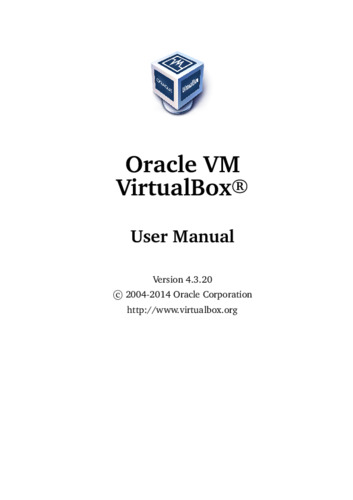 Oracle VM
VirtualBox®
User Manual
Version 4.3.20
© 2004-2014 Oracle Corporation
http://www.virtualbox.org